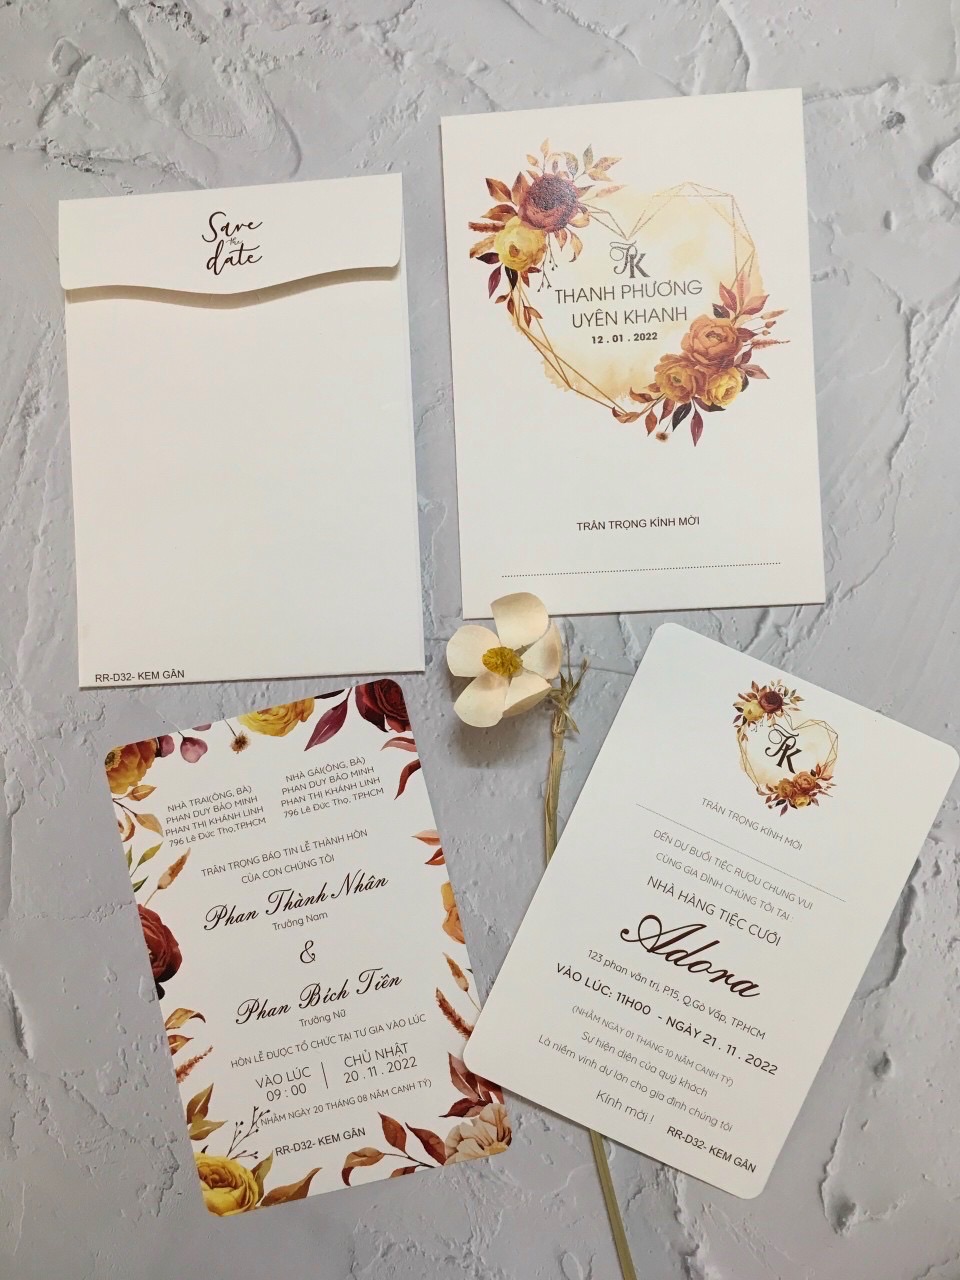 Save
the
date
RR-D32- KEM GÂN
TK
THANH PHƯƠNG
UYÊN KHANH
12 . 01 . 2022
TRÂN TRỌNG KÍNH MỜI
NHÀ TRAI(ÔNG, BÀ)
PHAN DUY BẢO MINH
PHAN THỊ KHÁNH LINH
796 Lê Đức Thọ,TPHCM
NHÀ GÁI(ÔNG, BÀ)
PHAN DUY BẢO MINH
PHAN THỊ KHÁNH LINH
796 Lê Đức Thọ, TPHCM
TRÂN TRỌNG BÁO TIN LỄ THÀNH HÔN
CỦA CON CHÚNG TÔI
Phan Thành Nhân
Trưởng Nam
&
Phan Bích Tiền
Trưởng Nữ
HÔN LỄ ĐƯỢC TỔ CHỨC TẠI TƯ GIA VÀO LÚC
VÀO LÚC
09 : 00
CHỦ NHẬT
20 . 11 . 2022
NHẰM NGÀY 20 THÁNG 08 NĂM CANH TÝ)
RR-D32- KEM GÂN
TK
TRÂN TRỌNG KÍNH MỜI
ĐẾN DỰ BUỔI TIỆC RƯỢU CHUNG VUI
CÙNG GIA ĐÌNH CHÚNG TÔI TẠI
NHÀ HÀNG TIỆC CƯỚI
Adora
123 phan văn trị, P.15, Q.Gò Vấp, TP.HCM
VÀO LÚC: 11H00 - NGÀY 21 . 11 . 2022
(NHẰM NGÀY 01 THÁNG 10 NĂM CANH TÝ)
Sự hiện diện của quý khách
Là niềm vinh dự lớn cho gia đình chúng tôi
Kính mời !
RR-D32- KEM GÂN